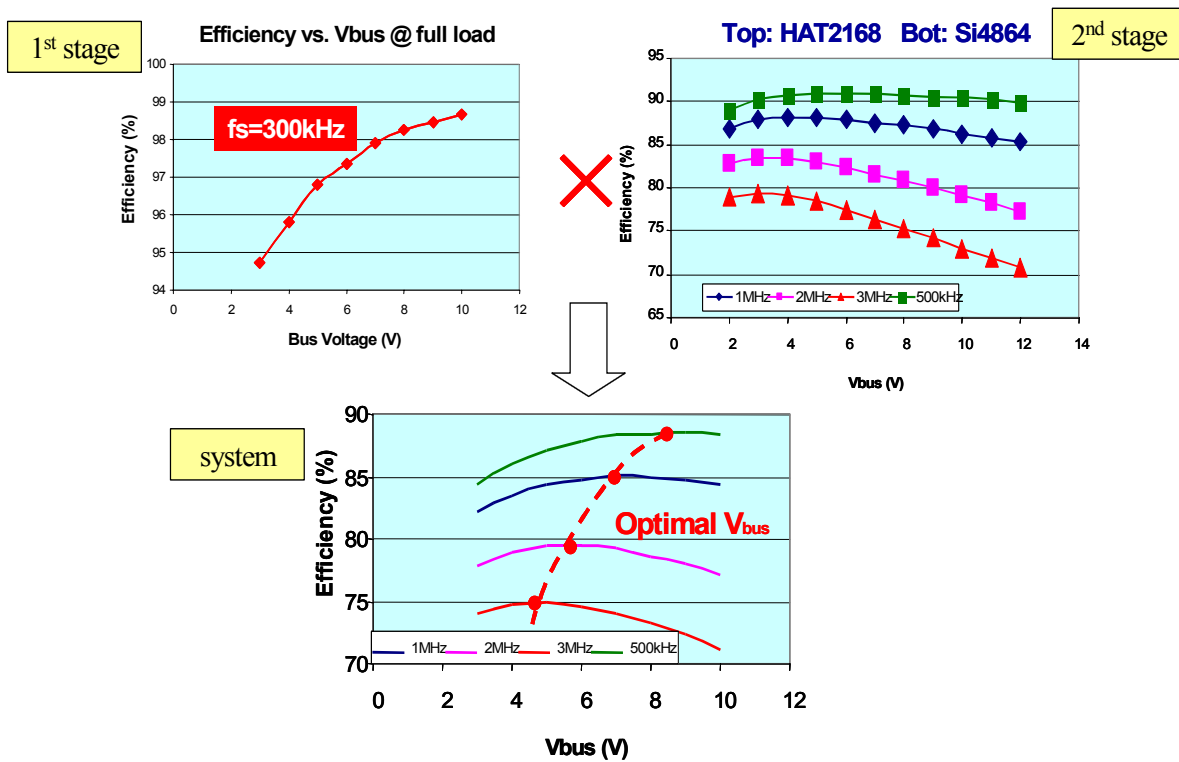 1st stage
Efficiency vs. Vbus @ full load
fs=300kHz
Efficiency (%)
100
99
98
97
96
95
94
0 2 4 6 8 10 12
Bus Voltage (V)
Top: HAT2168 Bot: Si4864
2nd stage
Efficiency (%)
95
90
85
80
75
70
65
1MHz 2MHz 3MHz 500kHz
0 2 4 6 8 10 12 14
Vbus (V)
system
Efficiency (%)
90
85
80
75
70
Optimal Vbus
1MHz 2MHz 3MHz 500kHz
0 2 4 6 8 10 12
Vbus (V)